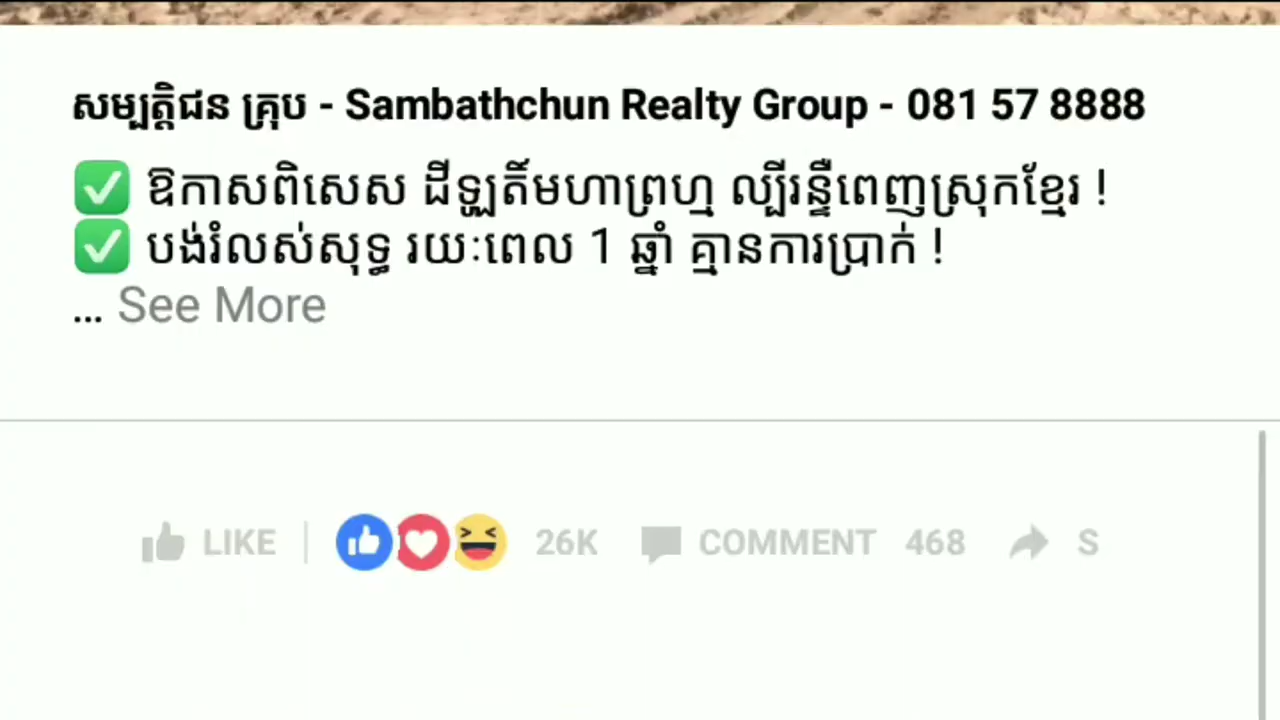 សម្បត្តិជន គ្រុប - Sambathchun Realty Group - 081 57 8888
✅ ឱកាសពិសេស ដីឡូតិ៍មហាព្រហ្ម ល្បីរន្ទឺពេញស្រុកខ្មែរ !
✅ បង់រំលស់សុទ្ធ រយៈពេល 1 ឆ្នាំ គ្មានការប្រាក់ !
... See More
LIKE 26K COMMENT 468 S